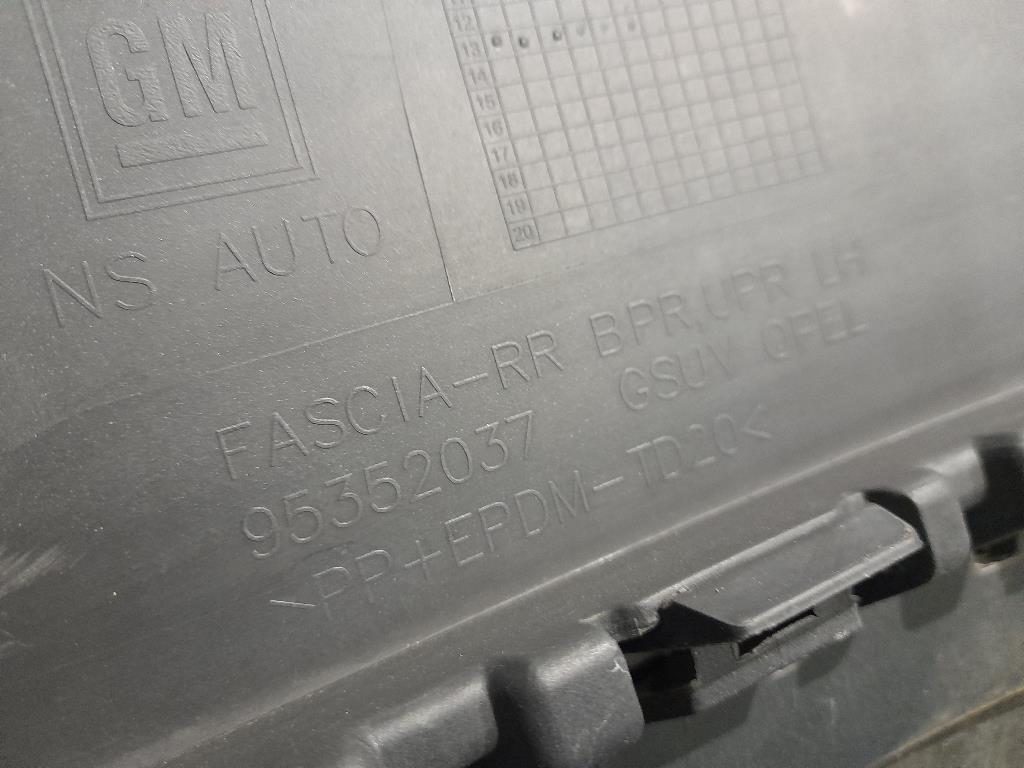 GM
NS AUTO
12
13
14
15
16
17
18
19
20
FASCIA-RR BPR,UPR LH
95352037 GSUV OPEL
>PP+EPDM-TD20<